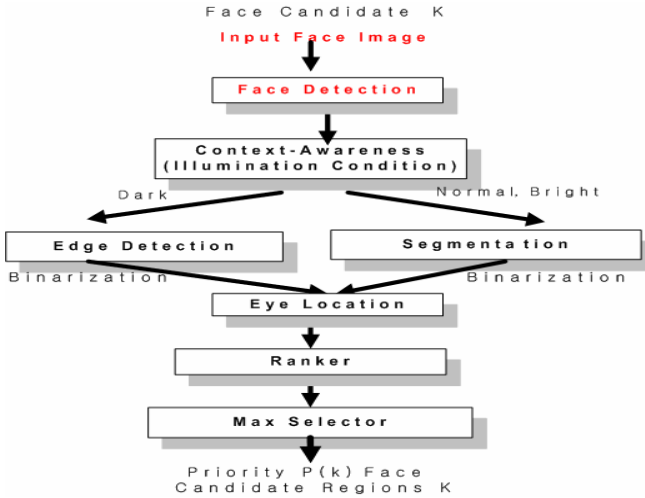 Face Candidate K
Input Face Image
Face Detection
Context-Awareness
(Illumination Condition)
Dark
Normal, Bright
Edge Detection
Segmentation
Binarization
Binarization
Eye Location
Ranker
Max Selector
Priority P(k) Face
Candidate Regions K